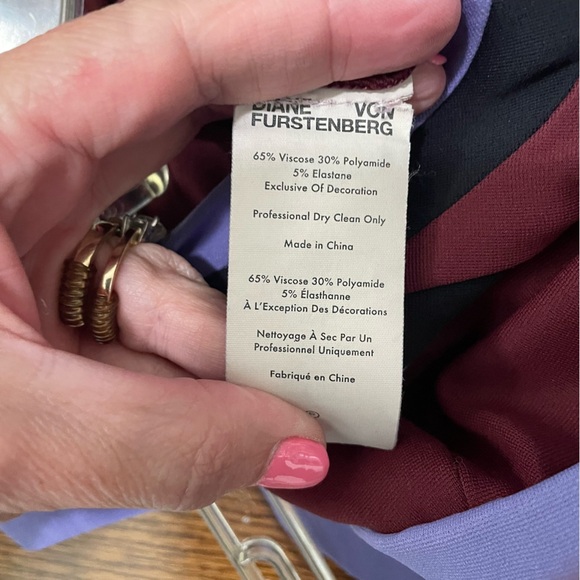 DIANE VON
FURSTENBERG
65% Viscose 30% Polyamide
5% Elastane
Exclusive Of Decoration
Professional Dry Clean Only
Made in China
65% Viscose 30% Polyamide
5% Élasthanne
À L'Exception Des Décorations
Nettoyage À Sec Par Un
Professionnel Uniquement
Fabriqué en Chine